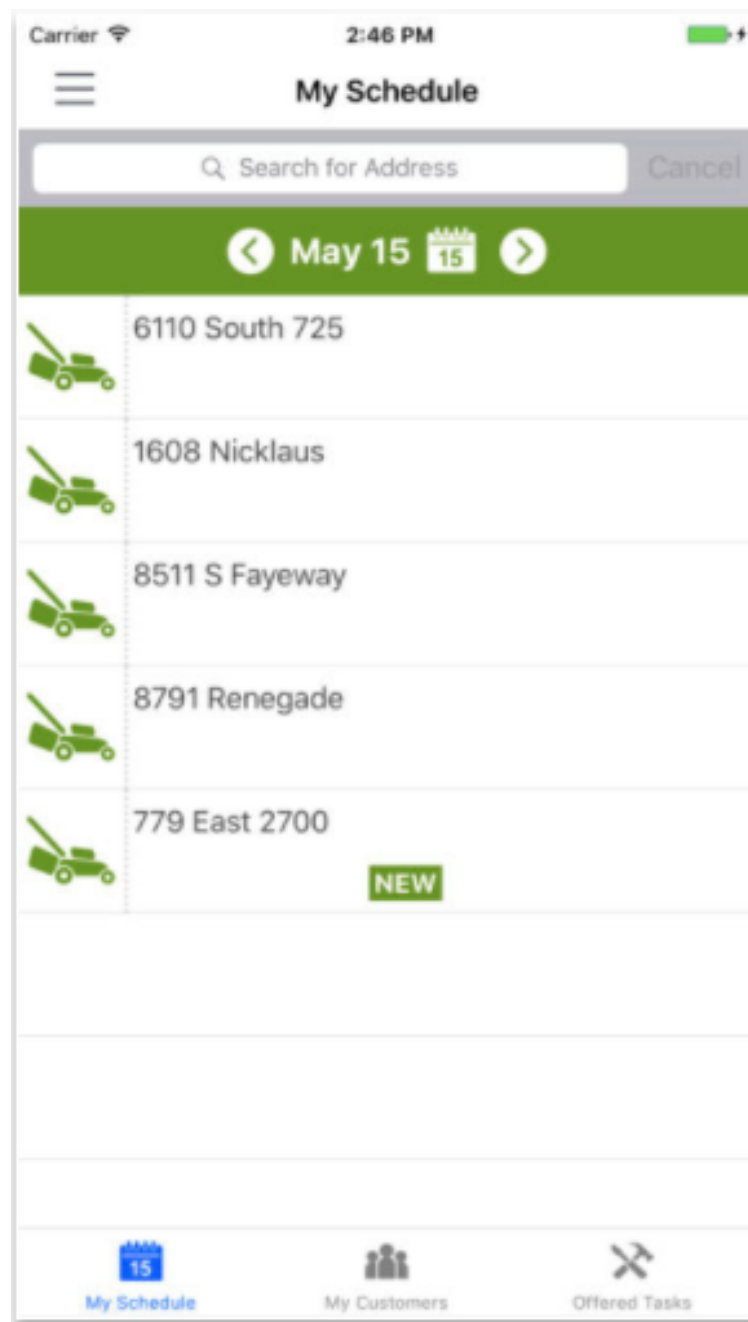 Carrier 2:46 PM
My Schedule
Search for Address Cancel
May 15 15
6110 South 725
1608 Nicklaus
8511 S Fayeway
8791 Renegade
779 East 2700
NEW
15
My Schedule My Customers Offered Tasks